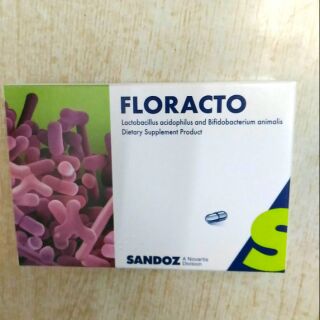 FLORACTO
Lactobacillus acidophilus and Bifidobacterium animalis
Dietary Supplement Product
SANDOZ A Novartis
Division